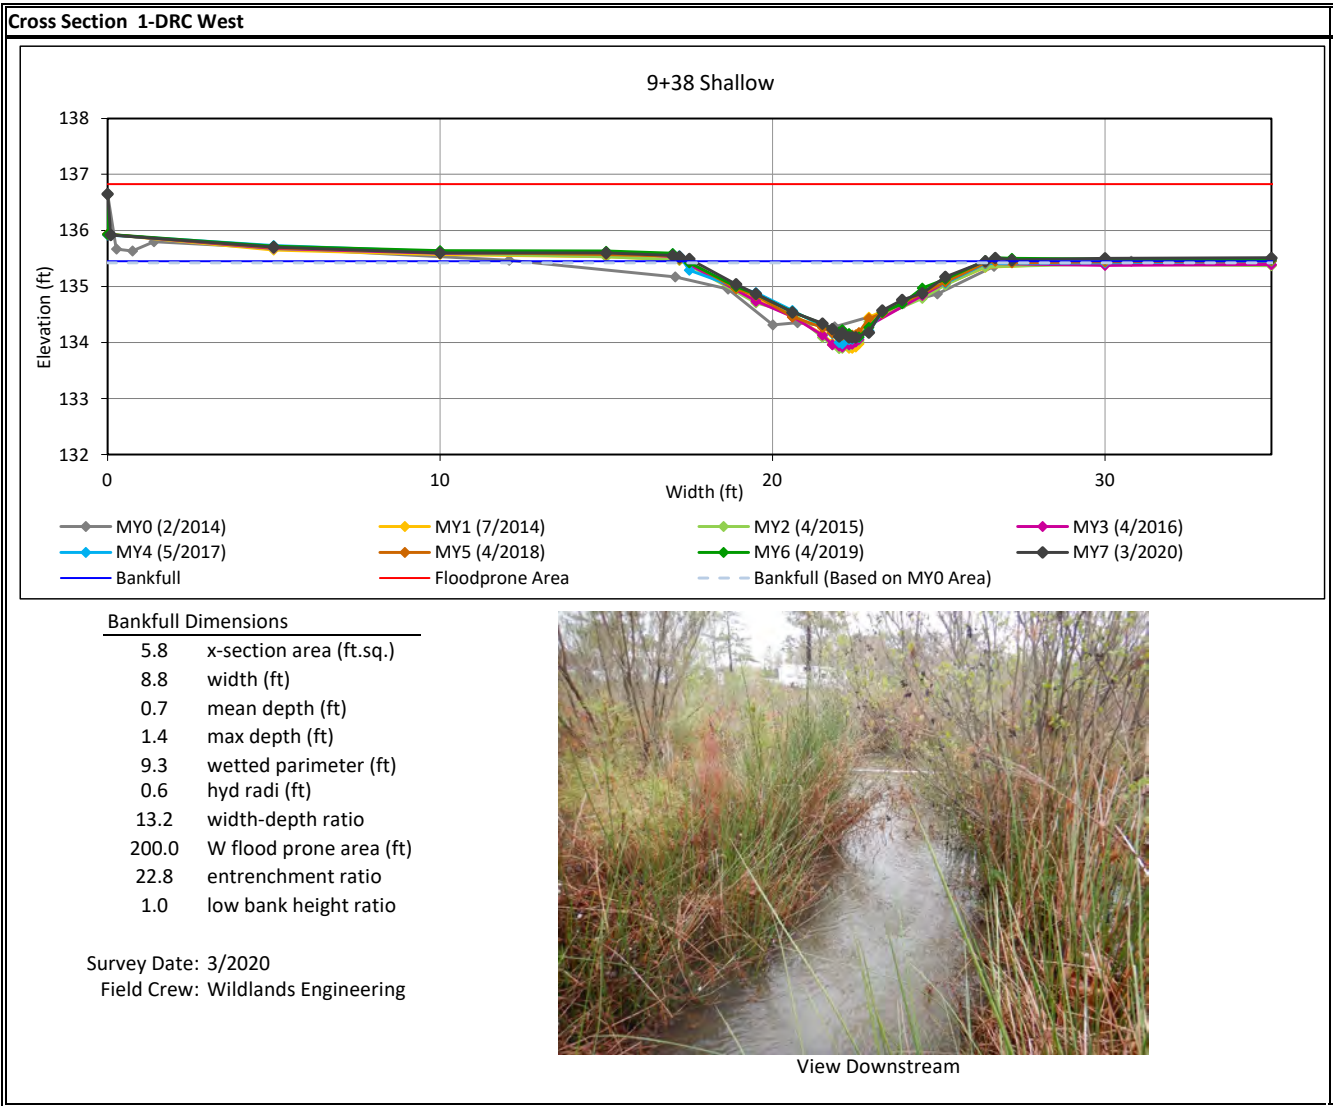 Cross Section 1-DRC West
9+38 Shallow
138
137
136
135
134
133
132
Elevation (ft)
0 10 20 30
Width (ft)
MY0 (2/2014) MY1 (7/2014) MY2 (4/2015) MY3 (4/2016)
MY4 (5/2017) MY5 (4/2018) MY6 (4/2019) MY7 (3/2020)
Bankfull Floodprone Area Bankfull (Based on MY0 Area)
Bankfull Dimensions
5.8 x-section area (ft.sq.)
8.8 width (ft)
0.7 mean depth (ft)
1.4 max depth (ft)
9.3 wetted parimeter (ft)
0.6 hyd radi (ft)
13.2 width-depth ratio
200.0 W flood prone area (ft)
22.8 entrenchment ratio
1.0 low bank height ratio
Survey Date: 3/2020
Field Crew: Wildlands Engineering
View Downstream